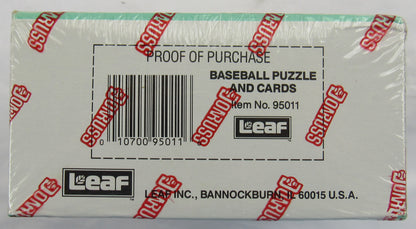 PROOF OF PURCHASE
BASEBALL PUZZLE
AND CARDS
Item No. 95011
Leaf
0 10700 95011
Leaf
LEAF INC., BANNOCKBURN, IL 60015 U.S.A.
DONRUSS
DONRUSS
DONRUSS
DONRUSS
DONRUSS
DONRUSS